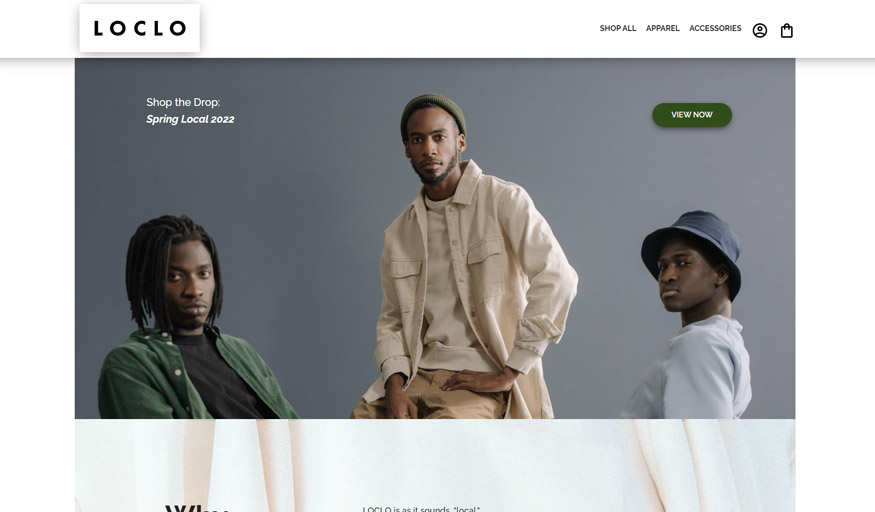 LOCLO
SHOP ALL APPAREL ACCESSORIES
Shop the Drop:
Spring Local 2022
VIEW NOW
Why
LOCLO is as it sounds, "local."